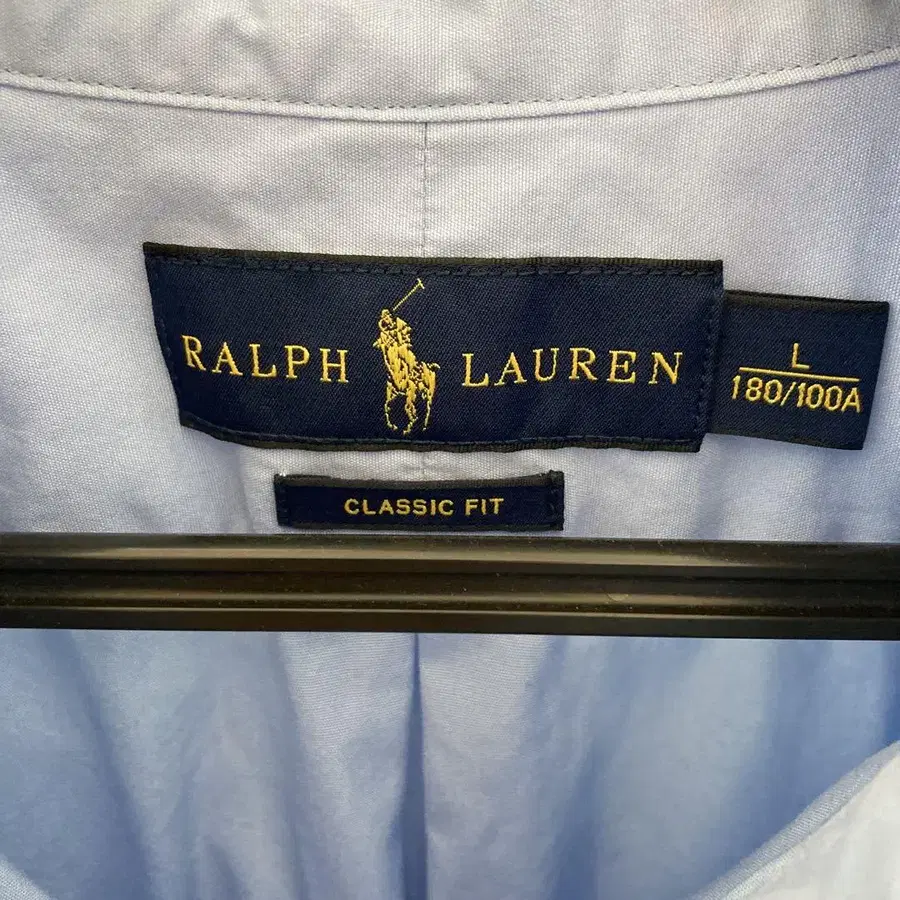 RALPH LAUREN
L
180/100A
CLASSIC FIT